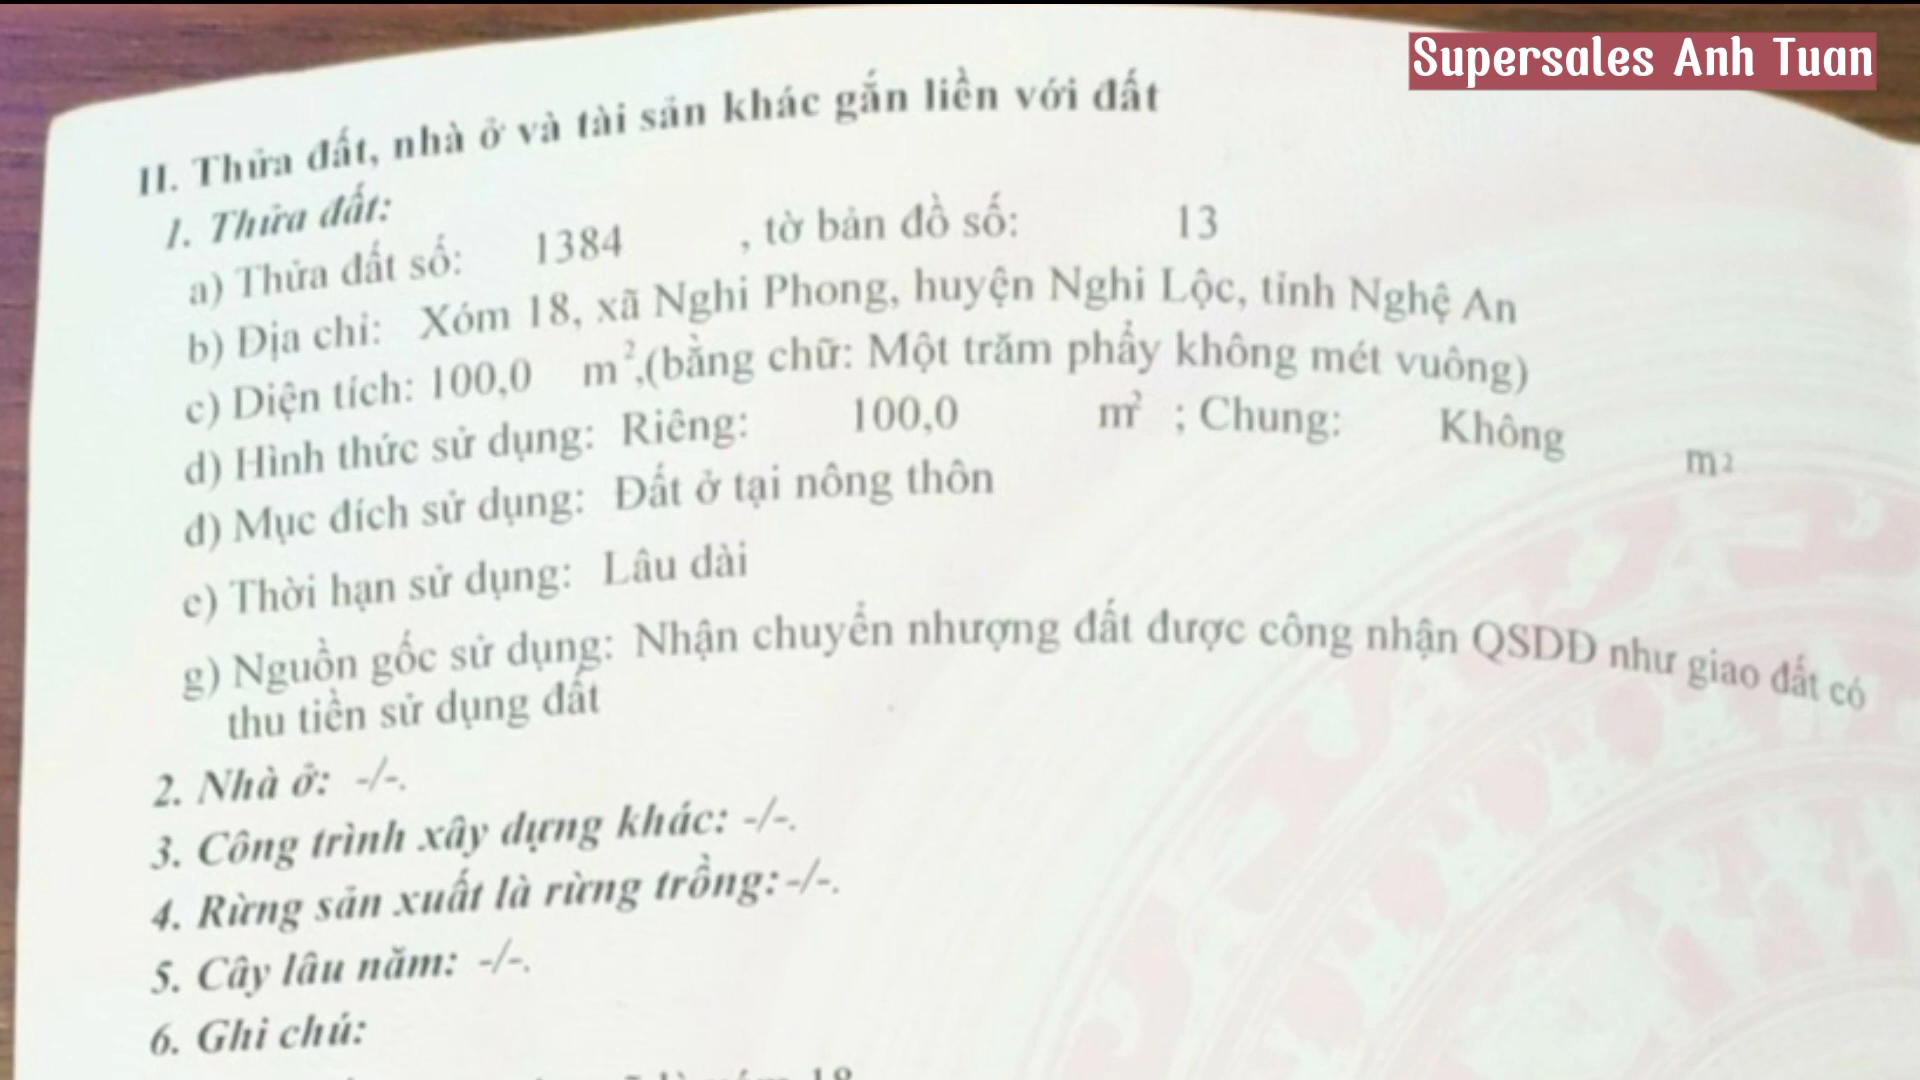 Supersales Anh Tuan
II. Thửa đất, nhà ở và tài sản khác gắn liền với đất
1. Thửa đất:
a) Thửa đất số: 1384 , tờ bản đồ số: 13
b) Địa chỉ: Xóm 18, xã Nghi Phong, huyện Nghi Lộc, tỉnh Nghệ An
c) Diện tích: 100,0 m²,(bằng chữ: Một trăm phẩy không mét vuông)
d) Hình thức sử dụng: Riêng: 100,0 m² ; Chung: Không m²
đ) Mục đích sử dụng: Đất ở tại nông thôn
e) Thời hạn sử dụng: Lâu dài
g) Nguồn gốc sử dụng: Nhận chuyển nhượng đất được công nhận QSDĐ như giao đất có
thu tiền sử dụng đất
2. Nhà ở: -/-.
3. Công trình xây dựng khác: -/-.
4. Rừng sản xuất là rừng trồng: -/-.
5. Cây lâu năm: -/-.
6. Ghi chú: